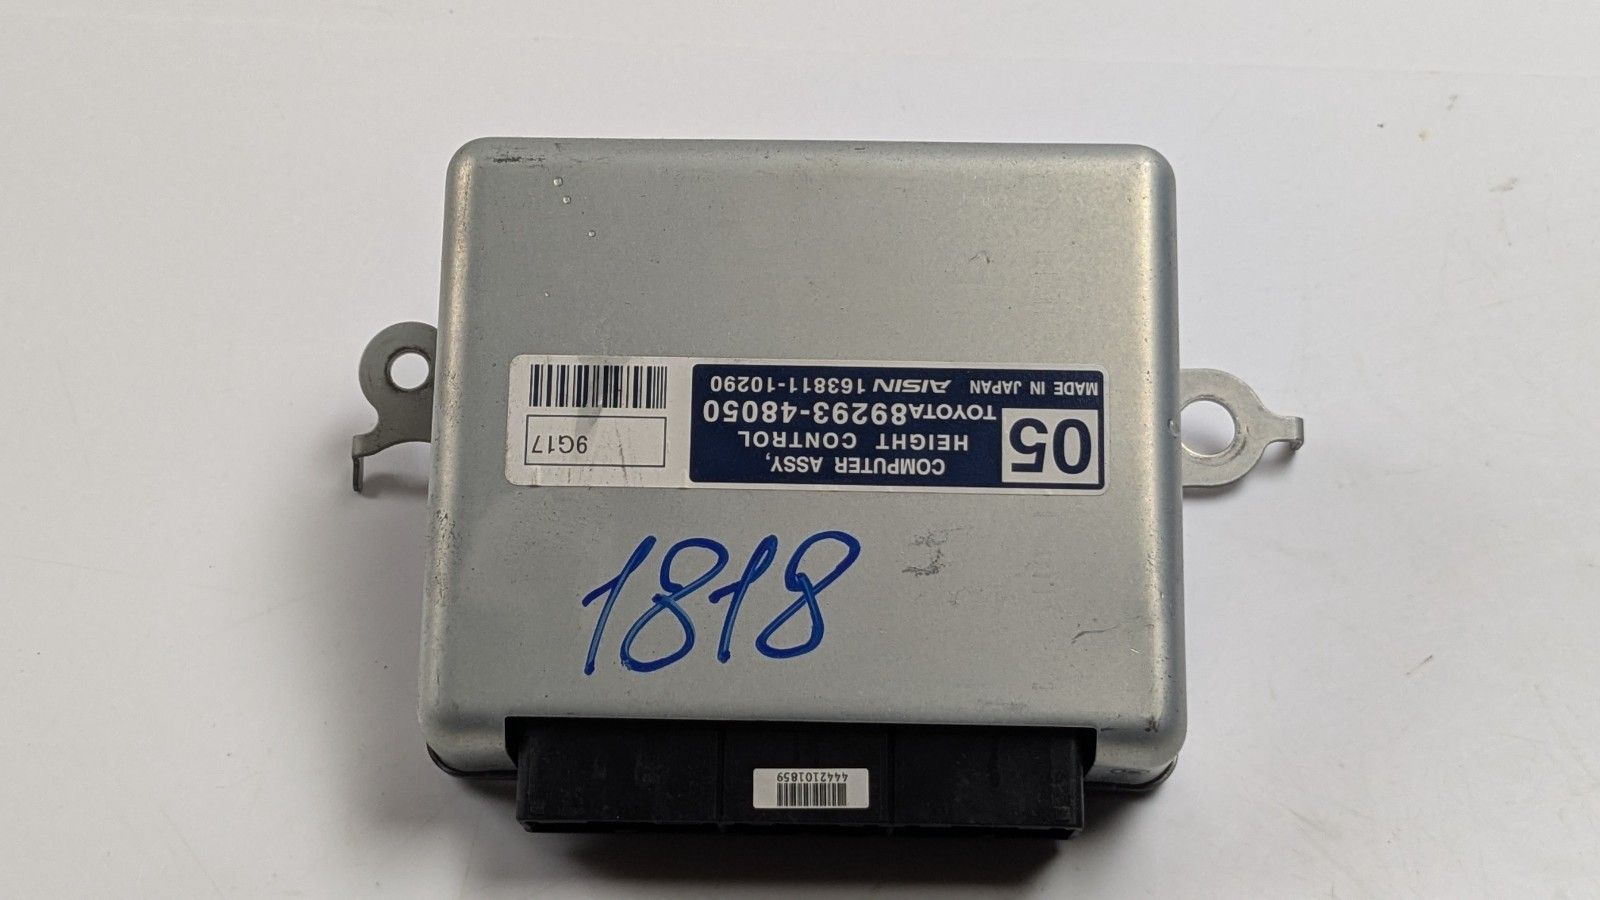 05
COMPUTER ASSY,
HEIGHT CONTROL
TOYOTA 89293-48050
MADE IN JAPAN AISIN 163811-10290
9G17
1818
4442101859